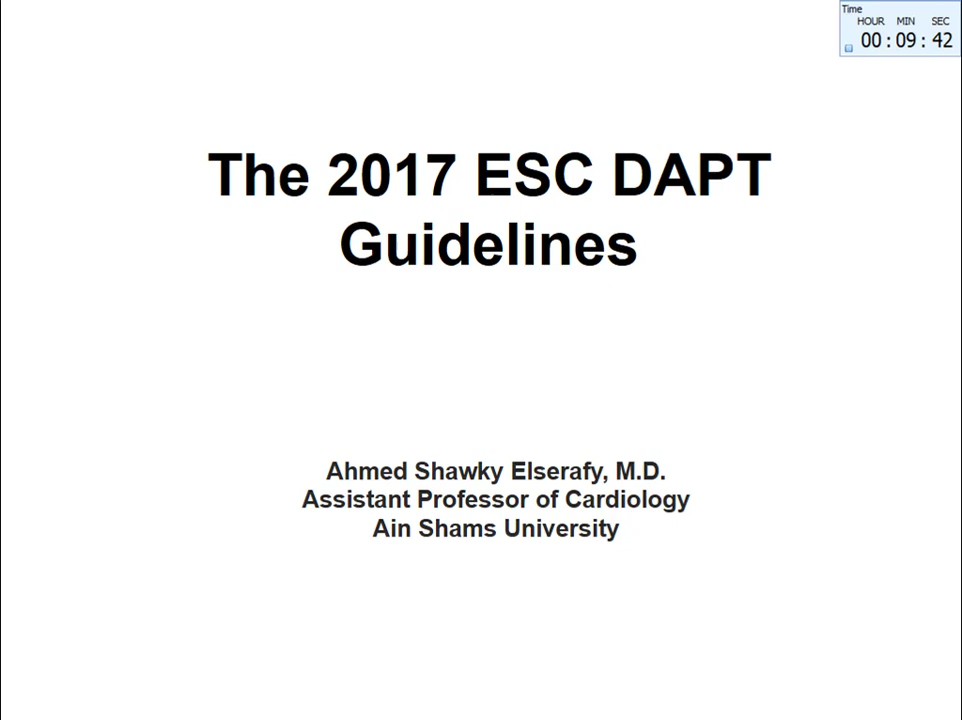 Time
HOUR MIN SEC
00 : 09 : 42
The 2017 ESC DAPT
Guidelines
Ahmed Shawky Elserafy, M.D.
Assistant Professor of Cardiology
Ain Shams University